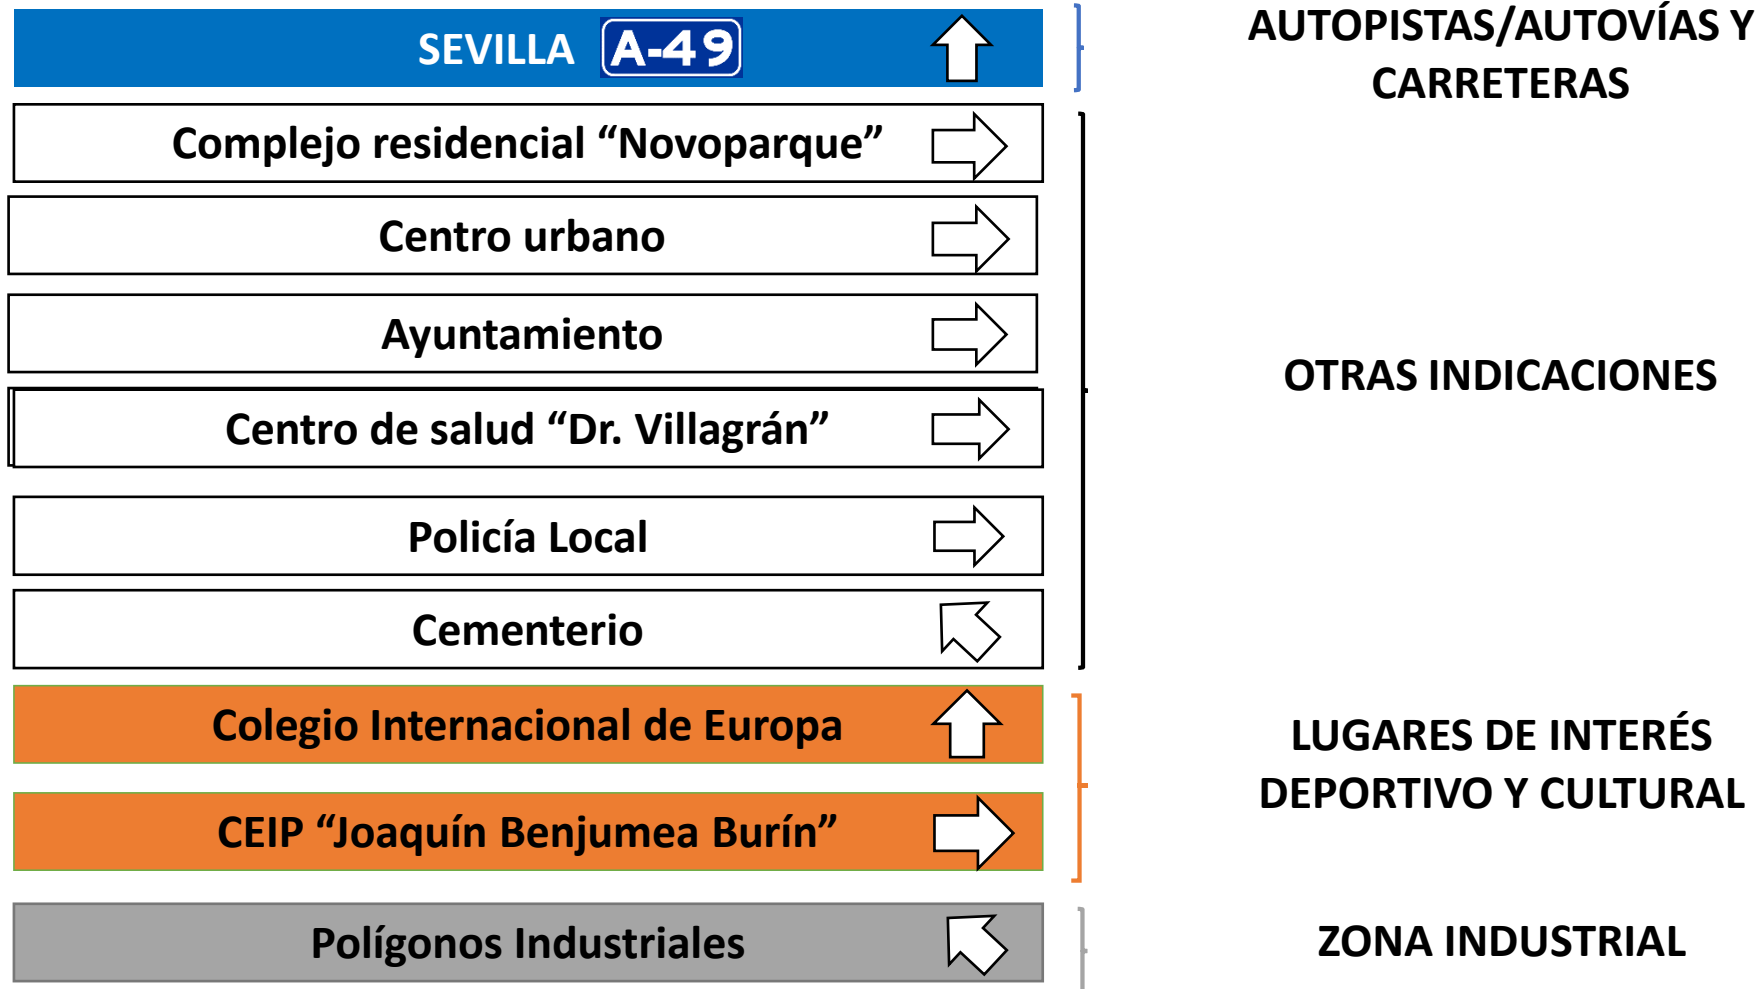 SEVILLA A-49
AUTOPISTAS/AUTOVÍAS Y
CARRETERAS
Complejo residencial “Novoparque”
Centro urbano
Ayuntamiento
Centro de salud “Dr. Villagrán”
Policía Local
Cementerio
OTRAS INDICACIONES
Colegio Internacional de Europa
CEIP “Joaquín Benjumea Burín”
LUGARES DE INTERÉS
DEPORTIVO Y CULTURAL
Polígonos Industriales
ZONA INDUSTRIAL